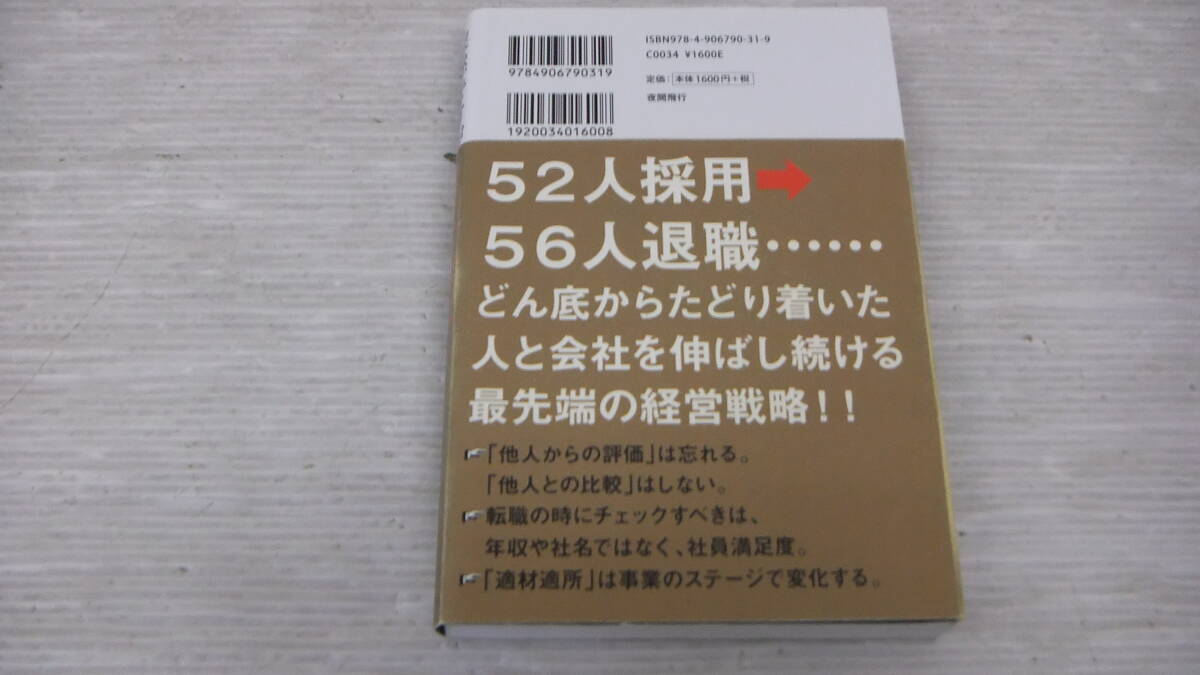 ISBN978-4-906790-31-9
C0034 ¥1600E
9784906790319
定価：本体1600円+税
夜間飛行
1920034016008
52人採用➡
56人退職……
どん底からたどり着いた
人と会社を伸ばし続ける
最先端の経営戦略！！
☛「他人からの評価」は忘れる。
「他人との比較」はしない。
☛転職の時にチェックすべきは、
年収や社名ではなく、社員満足度。
☛「適材適所」は事業のステージで変化する。